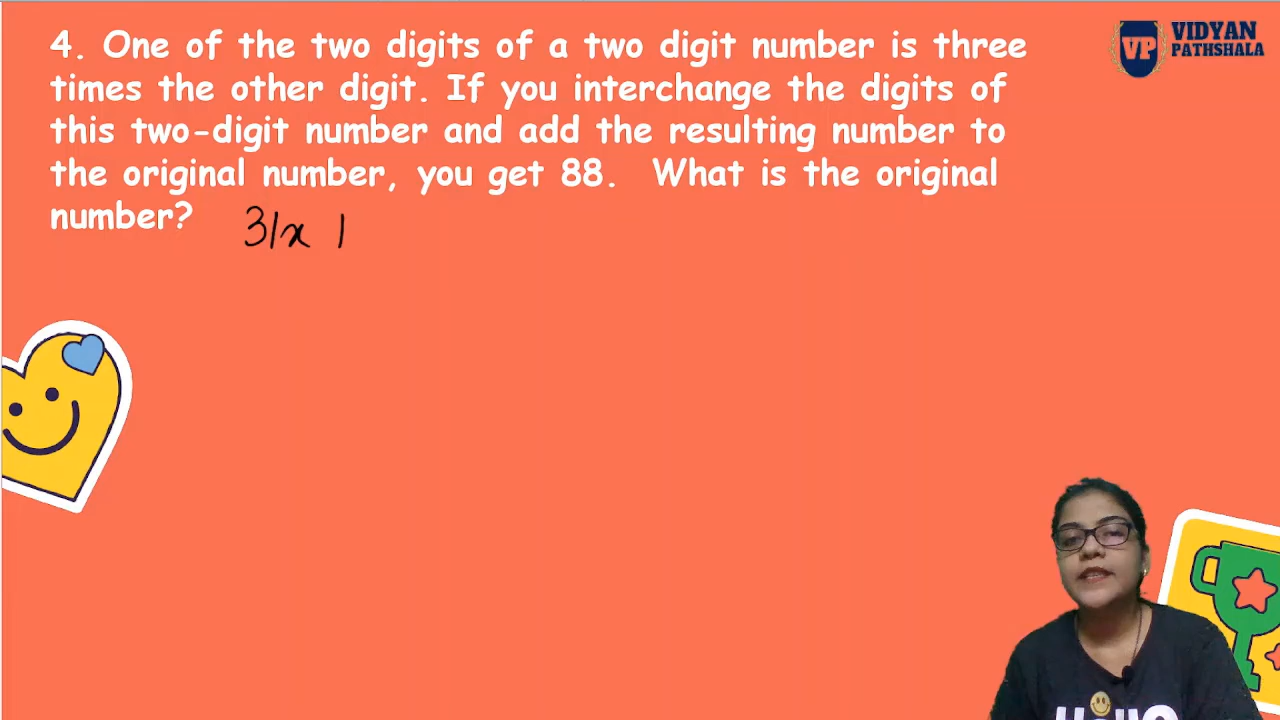 4. One of the two digits of a two digit number is three
times the other digit. If you interchange the digits of
this two-digit number and add the resulting number to
the original number, you get 88. What is the original
number? 31x 1
VP VIDYAN
PATHSHALA